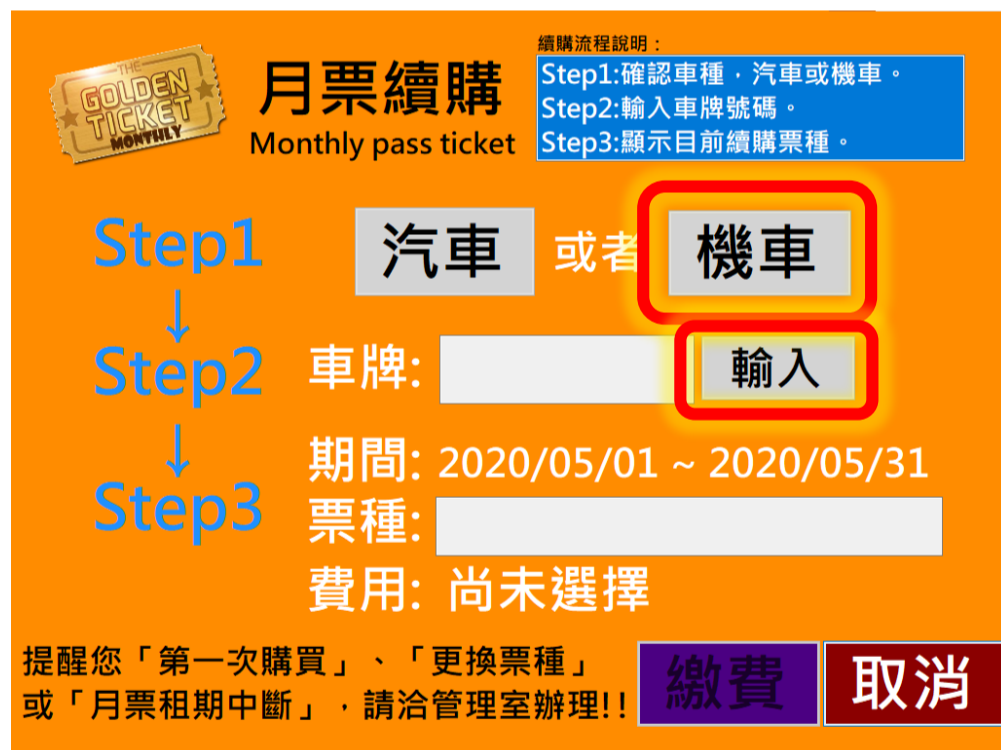 THE
GOLDEN
TICKET
MONTHLY
月票續購
Monthly pass ticket
續購流程說明：
Step1:確認車種，汽車或機車。
Step2:輸入車牌號碼。
Step3:顯示目前續購票種。
Step1 汽車 或者 機車
↓
Step2 車牌: 輸入
↓
期間: 2020/05/01 ~ 2020/05/31
Step3 票種:
費用: 尚未選擇
提醒您「第一次購買」、「更換票種」
或「月票租期中斷」，請洽管理室辦理!!
繳費 取消